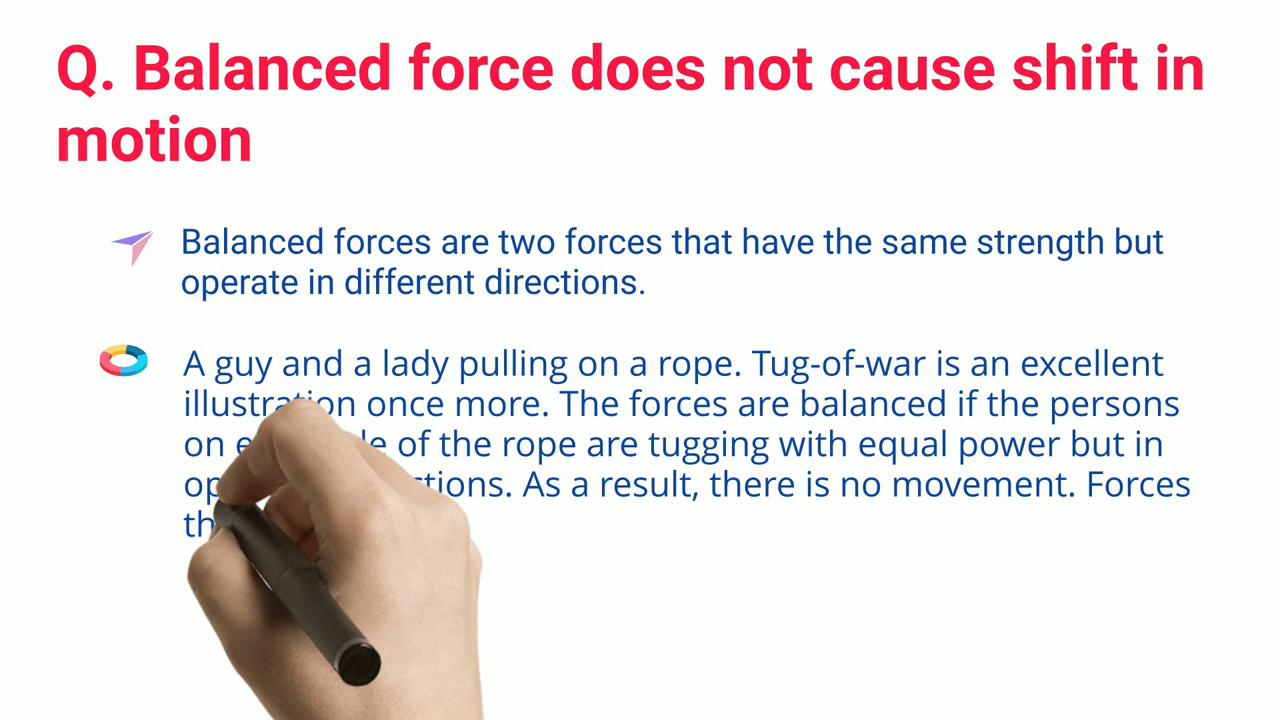 Q. Balanced force does not cause shift in
motion
Balanced forces are two forces that have the same strength but
operate in different directions.
A guy and a lady pulling on a rope. Tug-of-war is an excellent
illustration once more. The forces are balanced if the persons
on of the rope are tugging with equal power but in
As a result, there is no movement. Forces